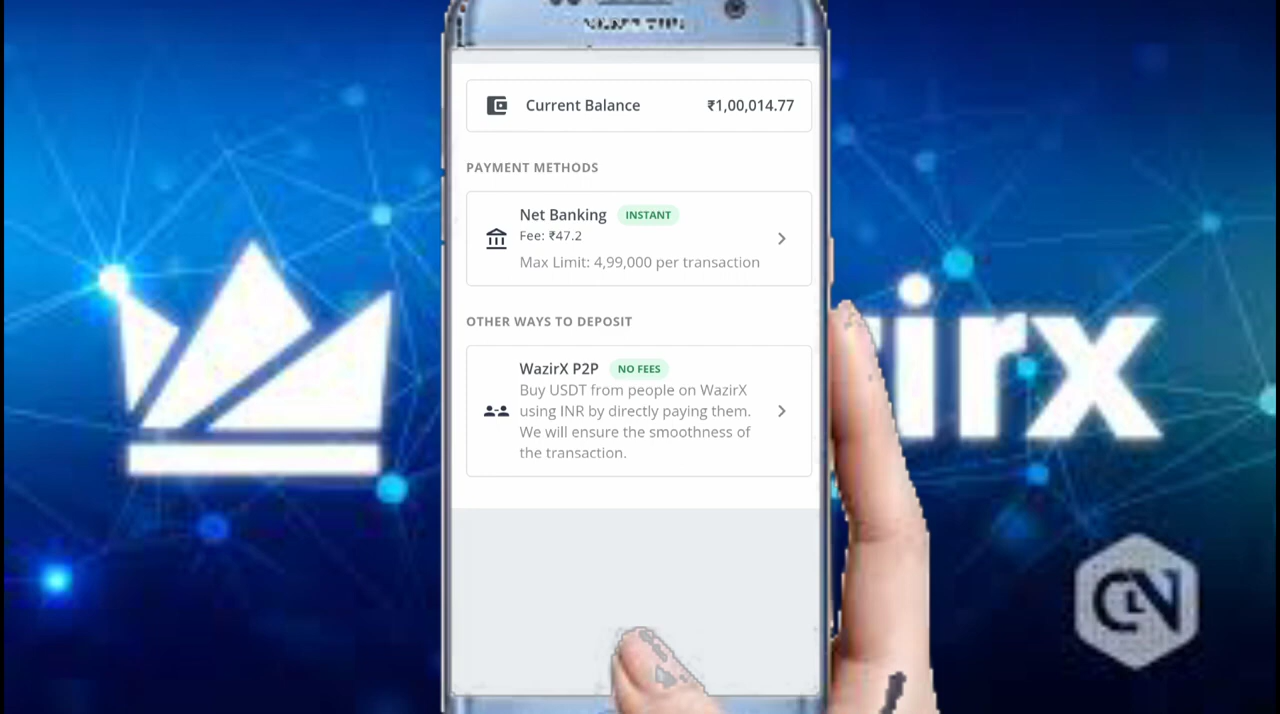 Current Balance ₹1,00,014.77
PAYMENT METHODS
Net Banking INSTANT
Fee: ₹47.2
Max Limit: 4,99,000 per transaction
OTHER WAYS TO DEPOSIT
WazirX P2P NO FEES
Buy USDT from people on WazirX
using INR by directly paying them.
We will ensure the smoothness of
the transaction.
irx